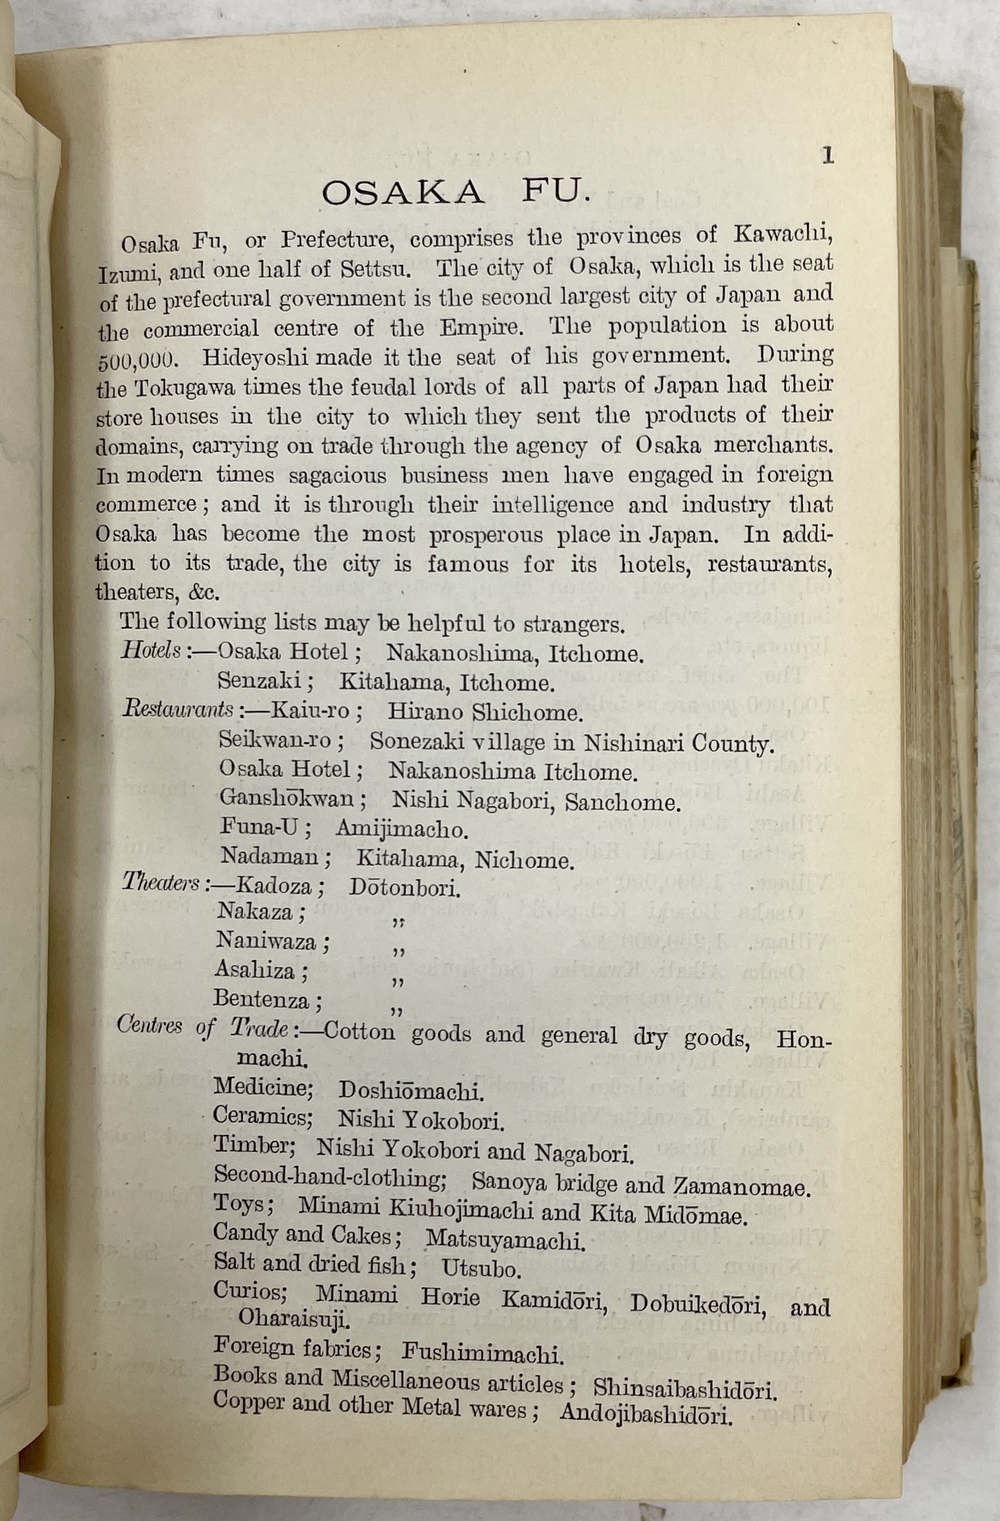 1
OSAKA FU.
Osaka Fu, or Prefecture, comprises the provinces of Kawachi,
Izumi, and one half of Settsu. The city of Osaka, which is the seat
of the prefectural government is the second largest city of Japan and
the commercial centre of the Empire. The population is about
500,000. Hideyoshi made it the seat of his government. During
the Tokugawa times the feudal lords of all parts of Japan had their
store houses in the city to which they sent the products of their
domains, carrying on trade through the agency of Osaka merchants.
In modern times sagacious business men have engaged in foreign
commerce; and it is through their intelligence and industry that
Osaka has become the most prosperous place in Japan. In addi-
tion to its trade, the city is famous for its hotels, restaurants,
theaters, &c.
The following lists may be helpful to strangers.
Hotels:—Osaka Hotel; Nakanoshima, Itchome.
Senzaki; Kitahama, Itchome.
Restaurants:—Kaiu-ro; Hirano Shichome.
Seikwan-ro; Sonezaki village in Nishinari County.
Osaka Hotel; Nakanoshima Itchome.
Ganshōkwan; Nishi Nagabori, Sanchome.
Funa-U; Amijimacho.
Nadaman; Kitahama, Nichome.
Theaters:—Kadoza; Dōtonbori.
Nakaza; ,,
Naniwaza; ,,
Asahiza; ,,
Bentenza; ,,
Centres of Trade:—Cotton goods and general dry goods, Hon-
machi.
Medicine; Doshiōmachi.
Ceramics; Nishi Yokobori.
Timber; Nishi Yokobori and Nagabori.
Second-hand-clothing; Sanoya bridge and Zamanomae.
Toys; Minami Kiuhojimachi and Kita Midōmae.
Candy and Cakes; Matsuyamachi.
Salt and dried fish; Utsubo.
Curios; Minami Horie Kamidōri, Dobuikedōri, and
Oharaisuji.
Foreign fabrics; Fushimimachi.
Books and Miscellaneous articles; Shinsaibashidōri.
Copper and other Metal wares; Andojibashidōri.